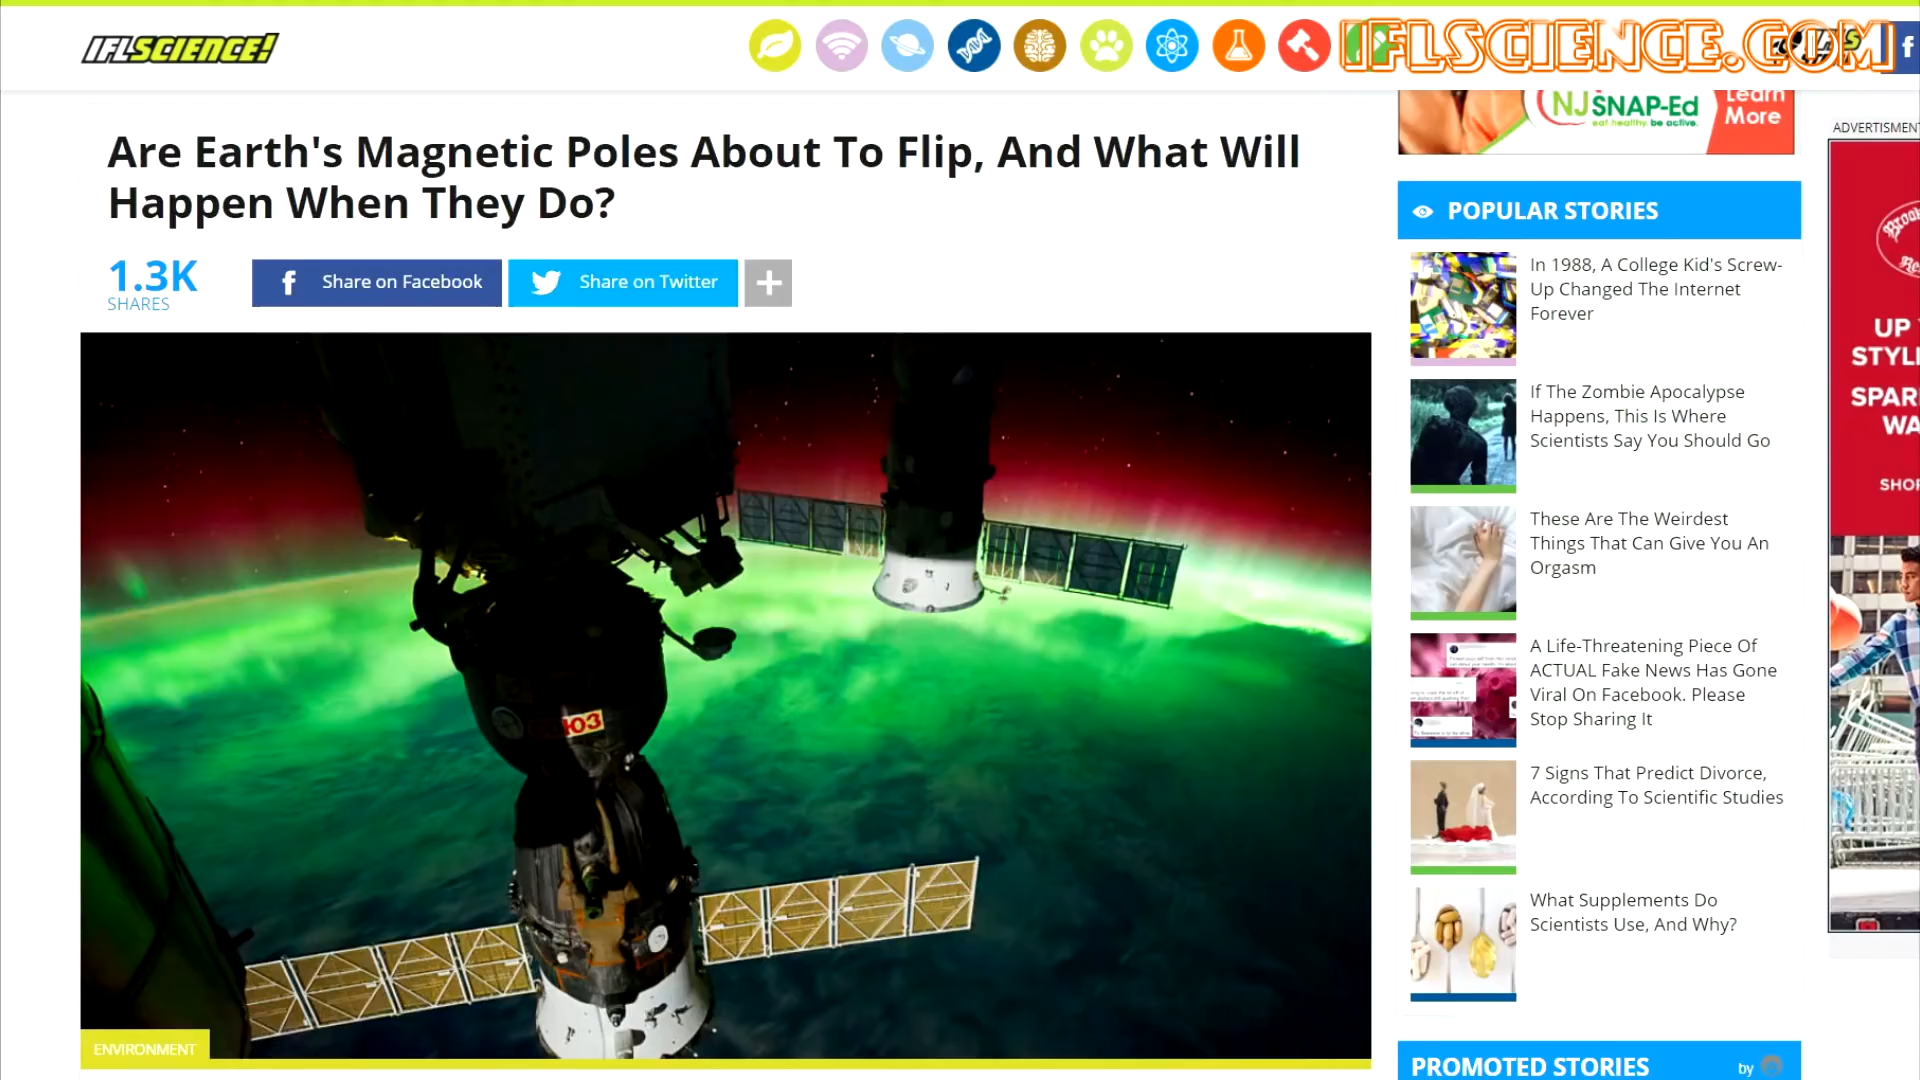 IFLSCIENCE!
IFLSCIENCE.COM
f
NJ SNAP-Ed
eat healthy. be active.
Learn
More
ADVERTISMENT
Are Earth's Magnetic Poles About To Flip, And What Will
Happen When They Do?
1.3K
SHARES
f Share on Facebook
Share on Twitter
+
POPULAR STORIES
In 1988, A College Kid's Screw-
Up Changed The Internet
Forever
If The Zombie Apocalypse
Happens, This Is Where
Scientists Say You Should Go
These Are The Weirdest
Things That Can Give You An
Orgasm
A Life-Threatening Piece Of
ACTUAL Fake News Has Gone
Viral On Facebook. Please
Stop Sharing It
7 Signs That Predict Divorce,
According To Scientific Studies
What Supplements Do
Scientists Use, And Why?
UP
STYL
SPAR
WA
SHOP
ЮЗ
ENVIRONMENT
PROMOTED STORIES
by